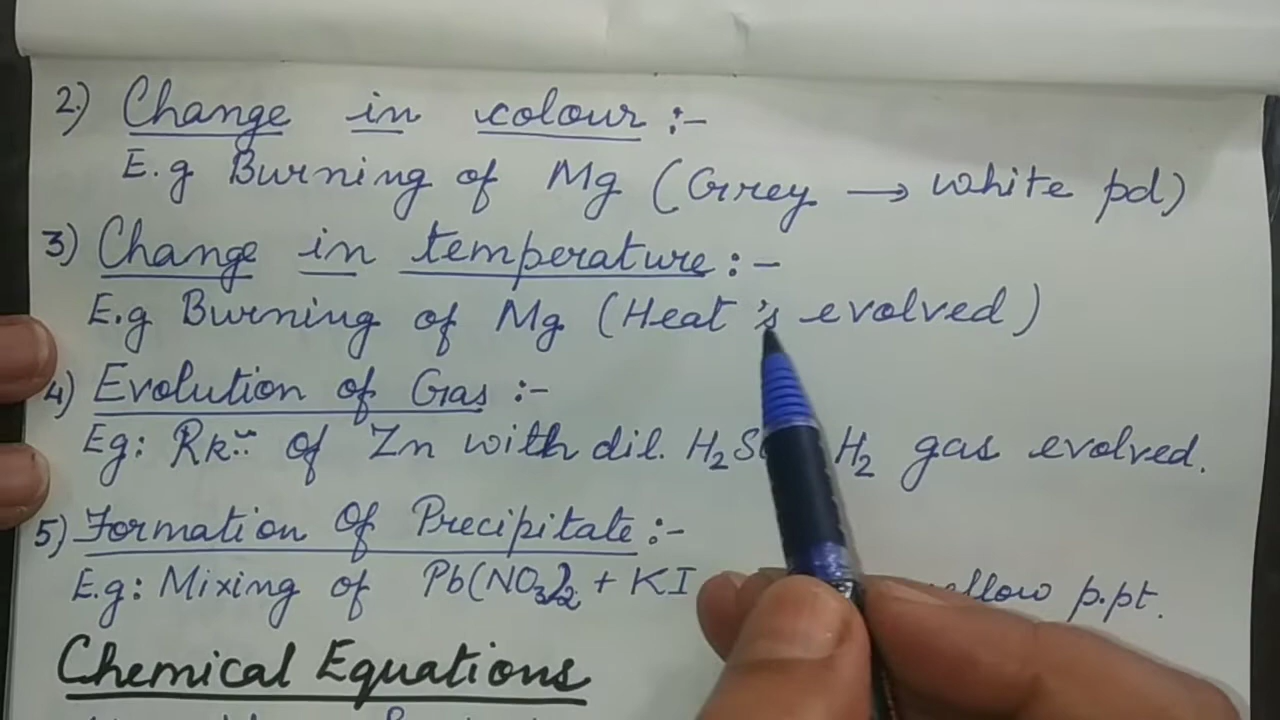 2.) Change in colour :-
E.g Burning of Mg (Grey → white pd)
3) Change in temperature :-
E.g Burning of Mg (Heat 's evolved)
4) Evolution of Gas :-
Eg: Rxn of Zn with dil. H₂S H₂ gas evolved.
5) Formation Of Precipitate :-
E.g: Mixing of Pb(NO₃)₂ + KI ellow p.pt.
Chemical Equations